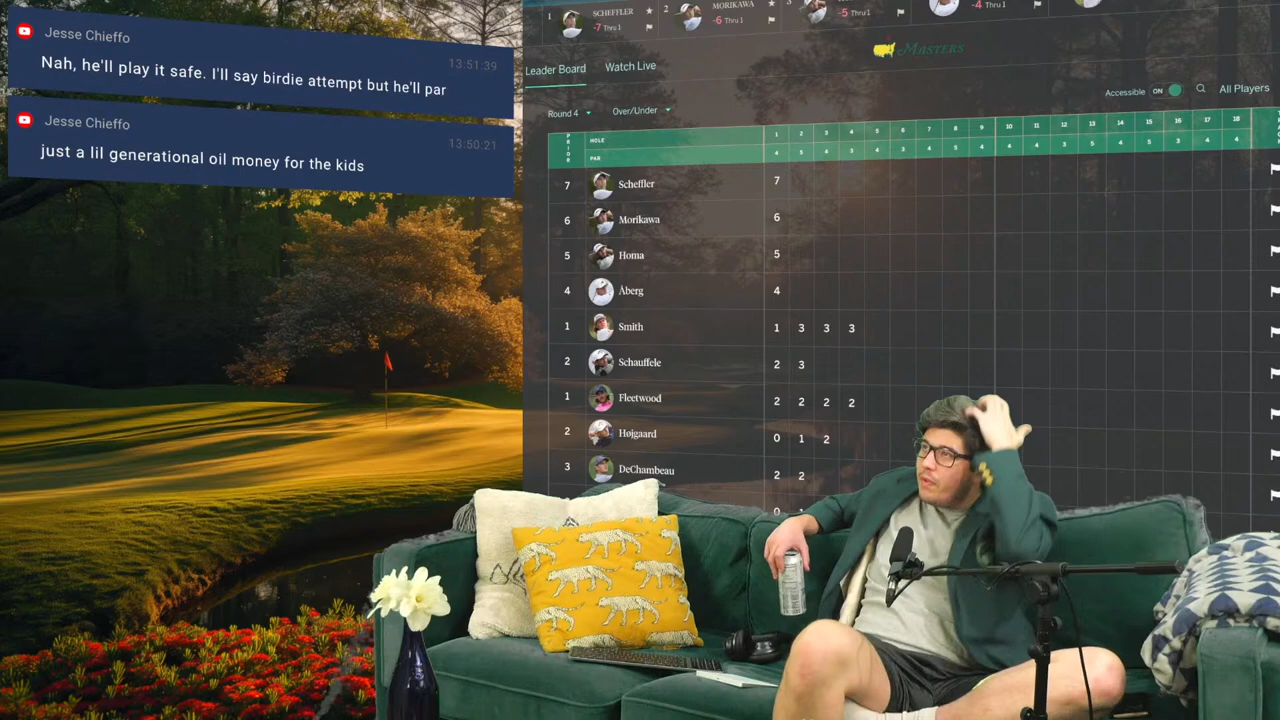 Jesse Chieffo
13:51:39
Nah, he'll play it safe. I'll say birdie attempt but he'll par
Jesse Chieffo
13:50:21
just a lil generational oil money for the kids
1 SCHEFFLER
-7 Thru 1
2 MORIKAWA
-6 Thru 1
3
-5 Thru 1
-4 Thru 1
MASTERS
Leader Board Watch Live
Accessible ON All Players
Round 4 Over/Under
PRIOR HOLE 1 2 3 4 5 6 7 8 9 10 11 12 13 14 15 16 17 18
PAR 4 5 4 3 4 3 4 5 4 4 4 3 5 4 5 3 4 4
7 Scheffler 7
6 Morikawa 6
5 Homa 5
4 Åberg 4
1 Smith 1 3 3 3
2 Schauffele 2 3
1 Fleetwood 2 2 2 2
2 Højgaard 0 1 2
3 DeChambeau 2 2